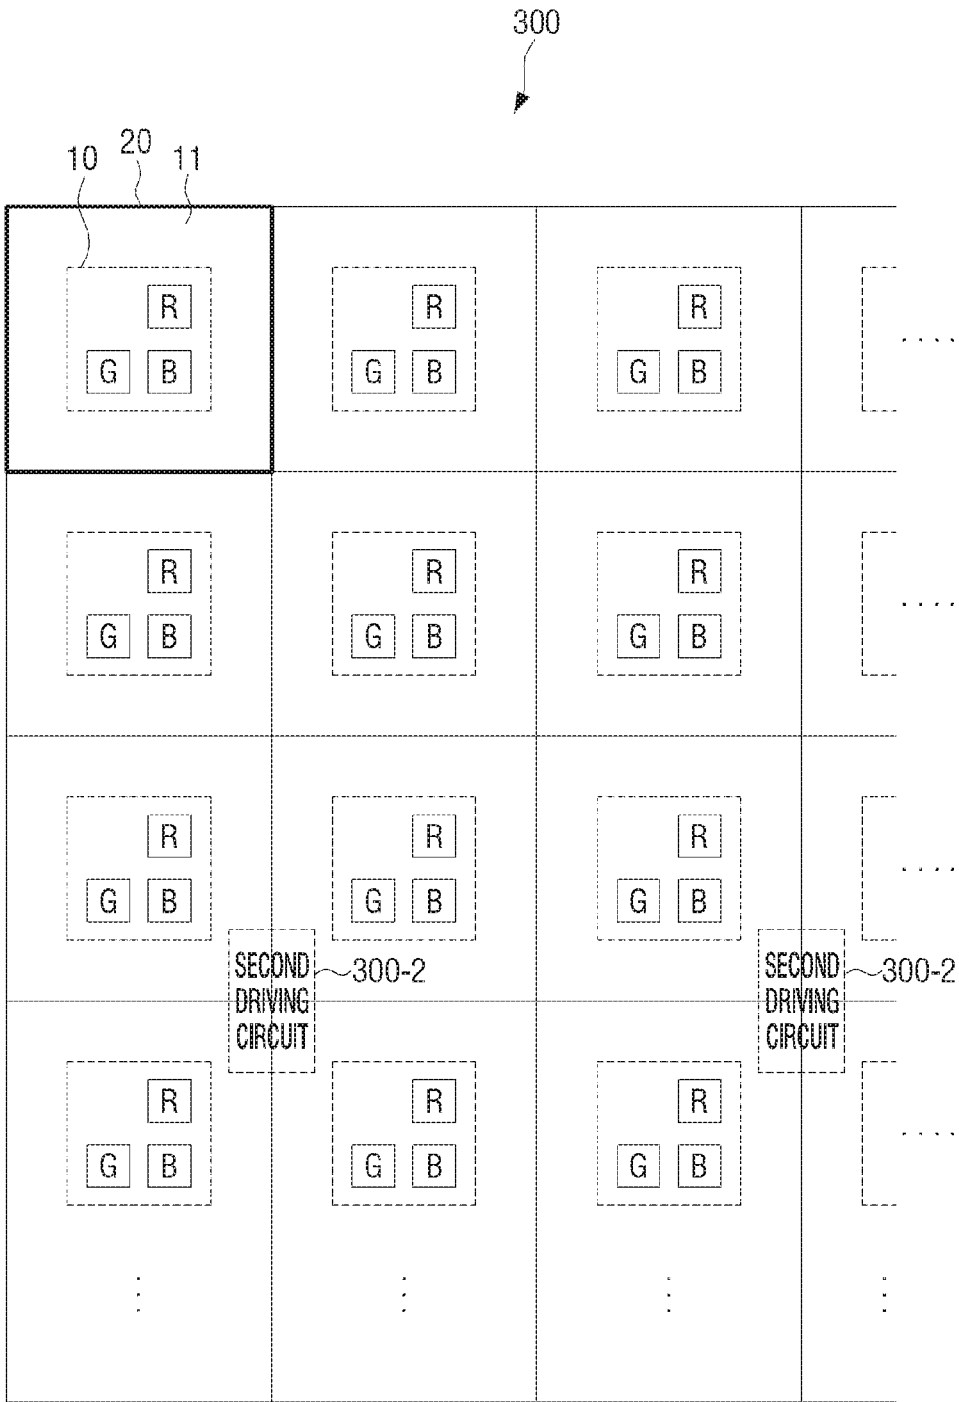 300
20
10 11
R R R
G B G B G B ....
R R R
G B G B G B ....
R R R
G B G B G B ....
SECOND DRIVING CIRCUIT 300-2 SECOND DRIVING CIRCUIT 300-2
R R R
G B G B G B ....